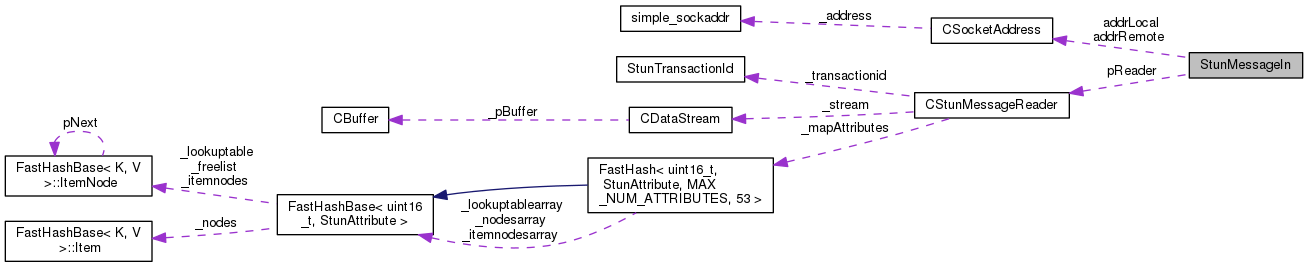 simple_sockaddr
_address
CSocketAddress
addrLocal
addrRemote
StunMessageIn
StunTransactionId
_transactionid
pReader
CStunMessageReader
CBuffer
_pBuffer
CDataStream
_stream
_mapAttributes
pNext
FastHashBase< K, V
>::ItemNode
_lookuptable
_freelist
_itemnodes
FastHash< uint16_t,
StunAttribute, MAX
_NUM_ATTRIBUTES, 53 >
FastHashBase< uint16
_t, StunAttribute >
_lookuptablearray
_nodesarray
_itemnodesarray
_nodes
FastHashBase< K, V
>::Item